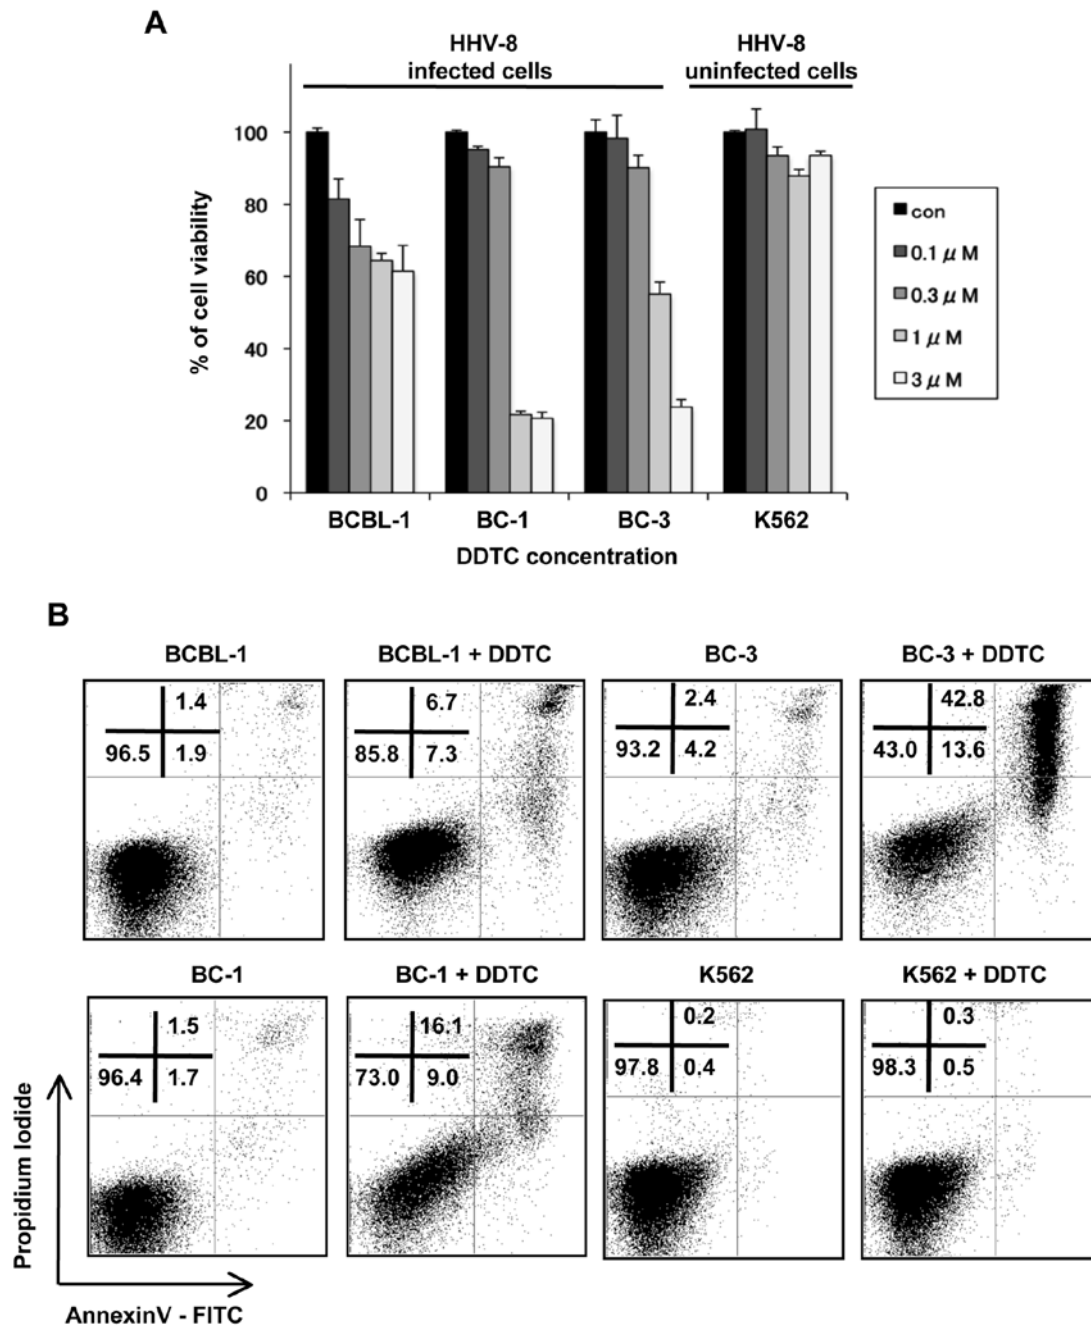 A
HHV-8
infected cells
HHV-8
uninfected cells
% of cell viability
100
80
60
40
20
0
con
0.1 μM
0.3 μM
1 μM
3 μM
BCBL-1 BC-1 BC-3 K562
DDTC concentration
B
BCBL-1 BCBL-1 + DDTC BC-3 BC-3 + DDTC
1.4 6.7 2.4 42.8
96.5 1.9 85.8 7.3 93.2 4.2 43.0 13.6
BC-1 BC-1 + DDTC K562 K562 + DDTC
1.5 16.1 0.2 0.3
96.4 1.7 73.0 9.0 97.8 0.4 98.3 0.5
Propidium Iodide
AnnexinV - FITC